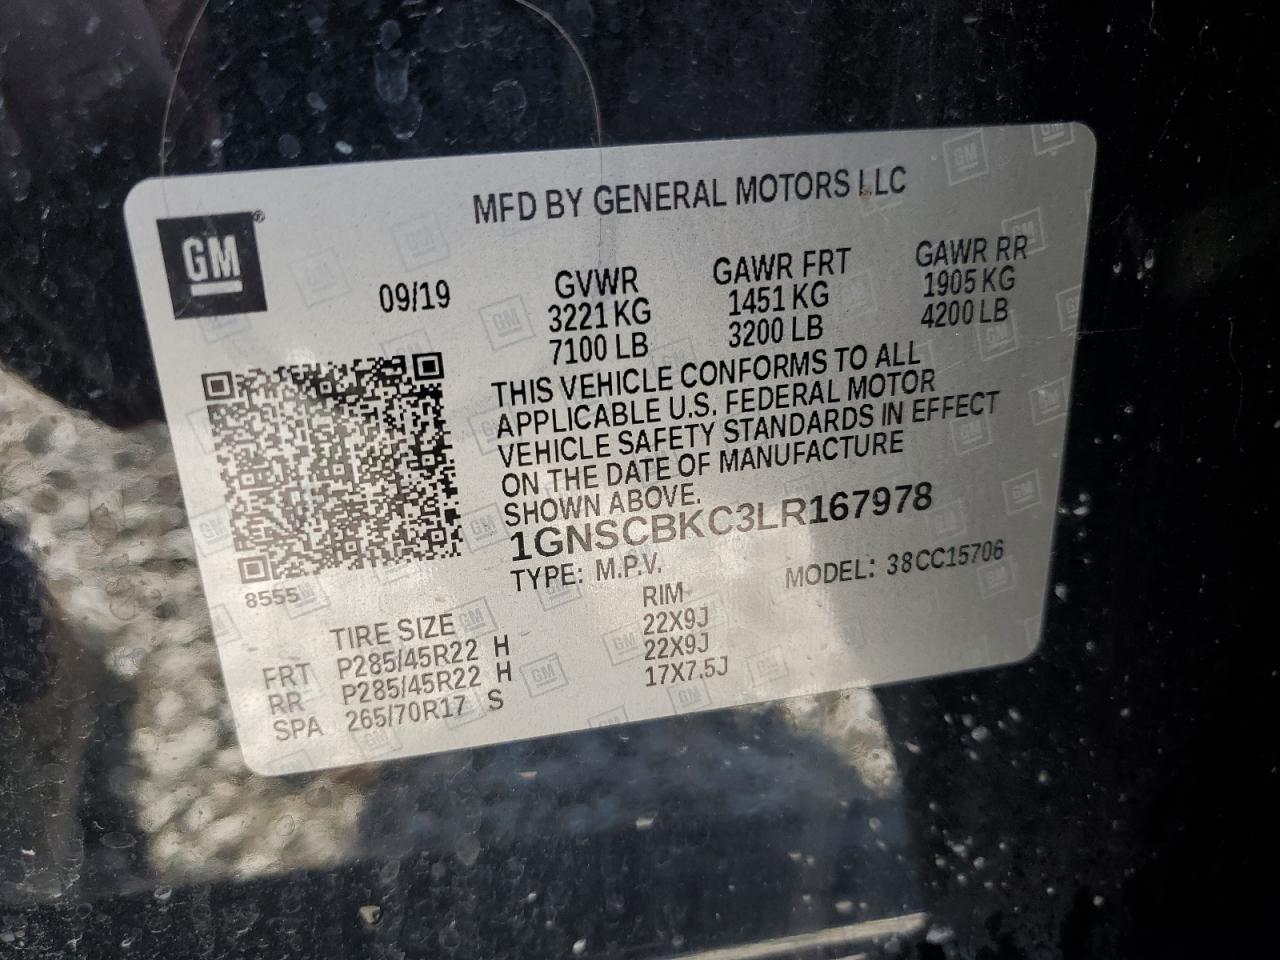 MFD BY GENERAL MOTORS LLC
GM®
09/19
GVWR GAWR FRT GAWR RR
3221 KG 1451 KG 1905 KG
7100 LB 3200 LB 4200 LB
THIS VEHICLE CONFORMS TO ALL
APPLICABLE U.S. FEDERAL MOTOR
VEHICLE SAFETY STANDARDS IN EFFECT
ON THE DATE OF MANUFACTURE
SHOWN ABOVE.
1GNSCBKC3LR167978
TYPE: M.P.V. MODEL: 38CC15706
8555
TIRE SIZE RIM
FRT P285/45R22 H 22X9J
RR P285/45R22 H 22X9J
SPA 265/70R17 S 17X7.5J